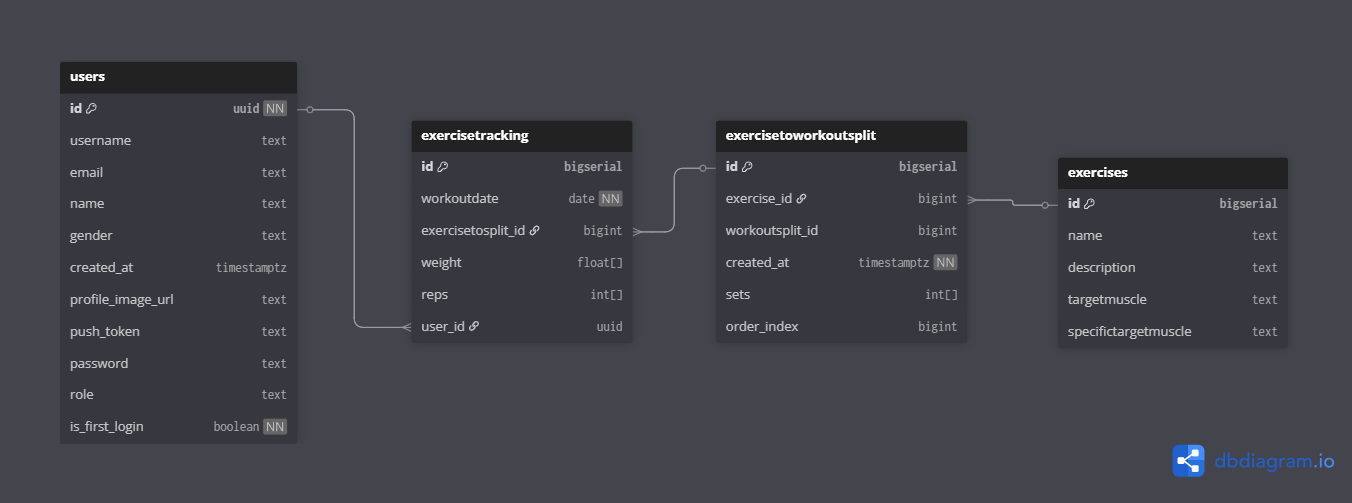 users
id uuid NN
username text
email text
name text
gender text
created_at timestamptz
profile_image_url text
push_token text
password text
role text
is_first_login boolean NN
exercisetracking
id bigserial
workoutdate date NN
exercisetosplit_id bigint
weight float[]
reps int[]
user_id uuid
exercisetoworkoutsplit
id bigserial
exercise_id bigint
workoutsplit_id bigint
created_at timestamptz NN
sets int[]
order_index bigint
exercises
id bigserial
name text
description text
targetmuscle text
specifictargetmuscle text
dbdiagram.io